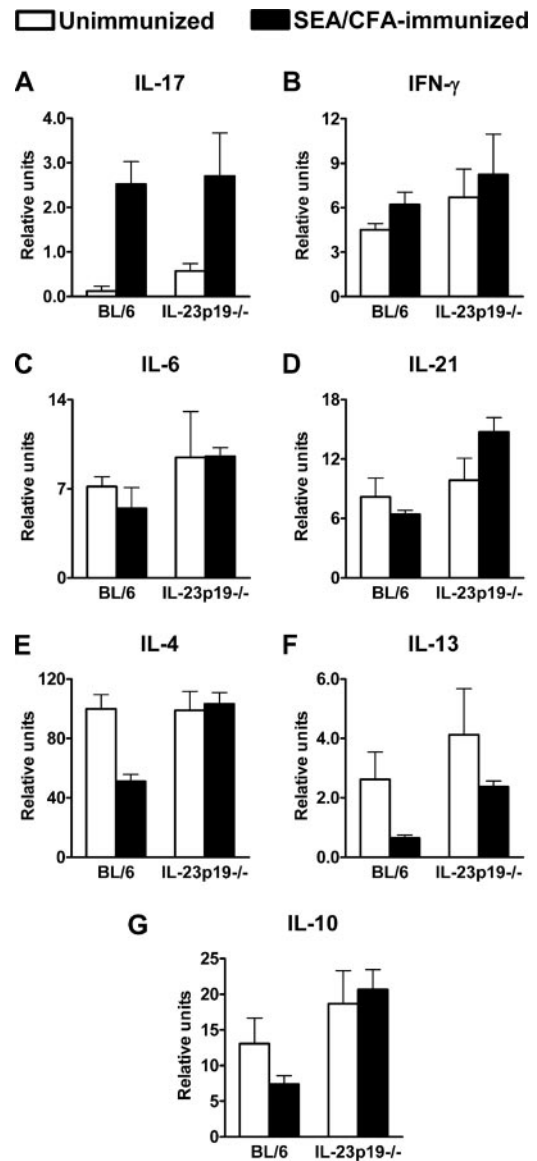 Unimmunized SEA/CFA-immunized
A IL-17
Relative units
4.0
3.0
2.0
1.0
0.0
BL/6 IL-23p19-/-
B IFN-γ
Relative units
12
9
6
3
0
BL/6 IL-23p19-/-
C IL-6
Relative units
14
7
0
BL/6 IL-23p19-/-
D IL-21
Relative units
18
12
6
0
BL/6 IL-23p19-/-
E IL-4
Relative units
120
80
40
0
BL/6 IL-23p19-/-
F IL-13
Relative units
6.0
4.0
2.0
0.0
BL/6 IL-23p19-/-
G IL-10
Relative units
25
20
15
10
5
0
BL/6 IL-23p19-/-